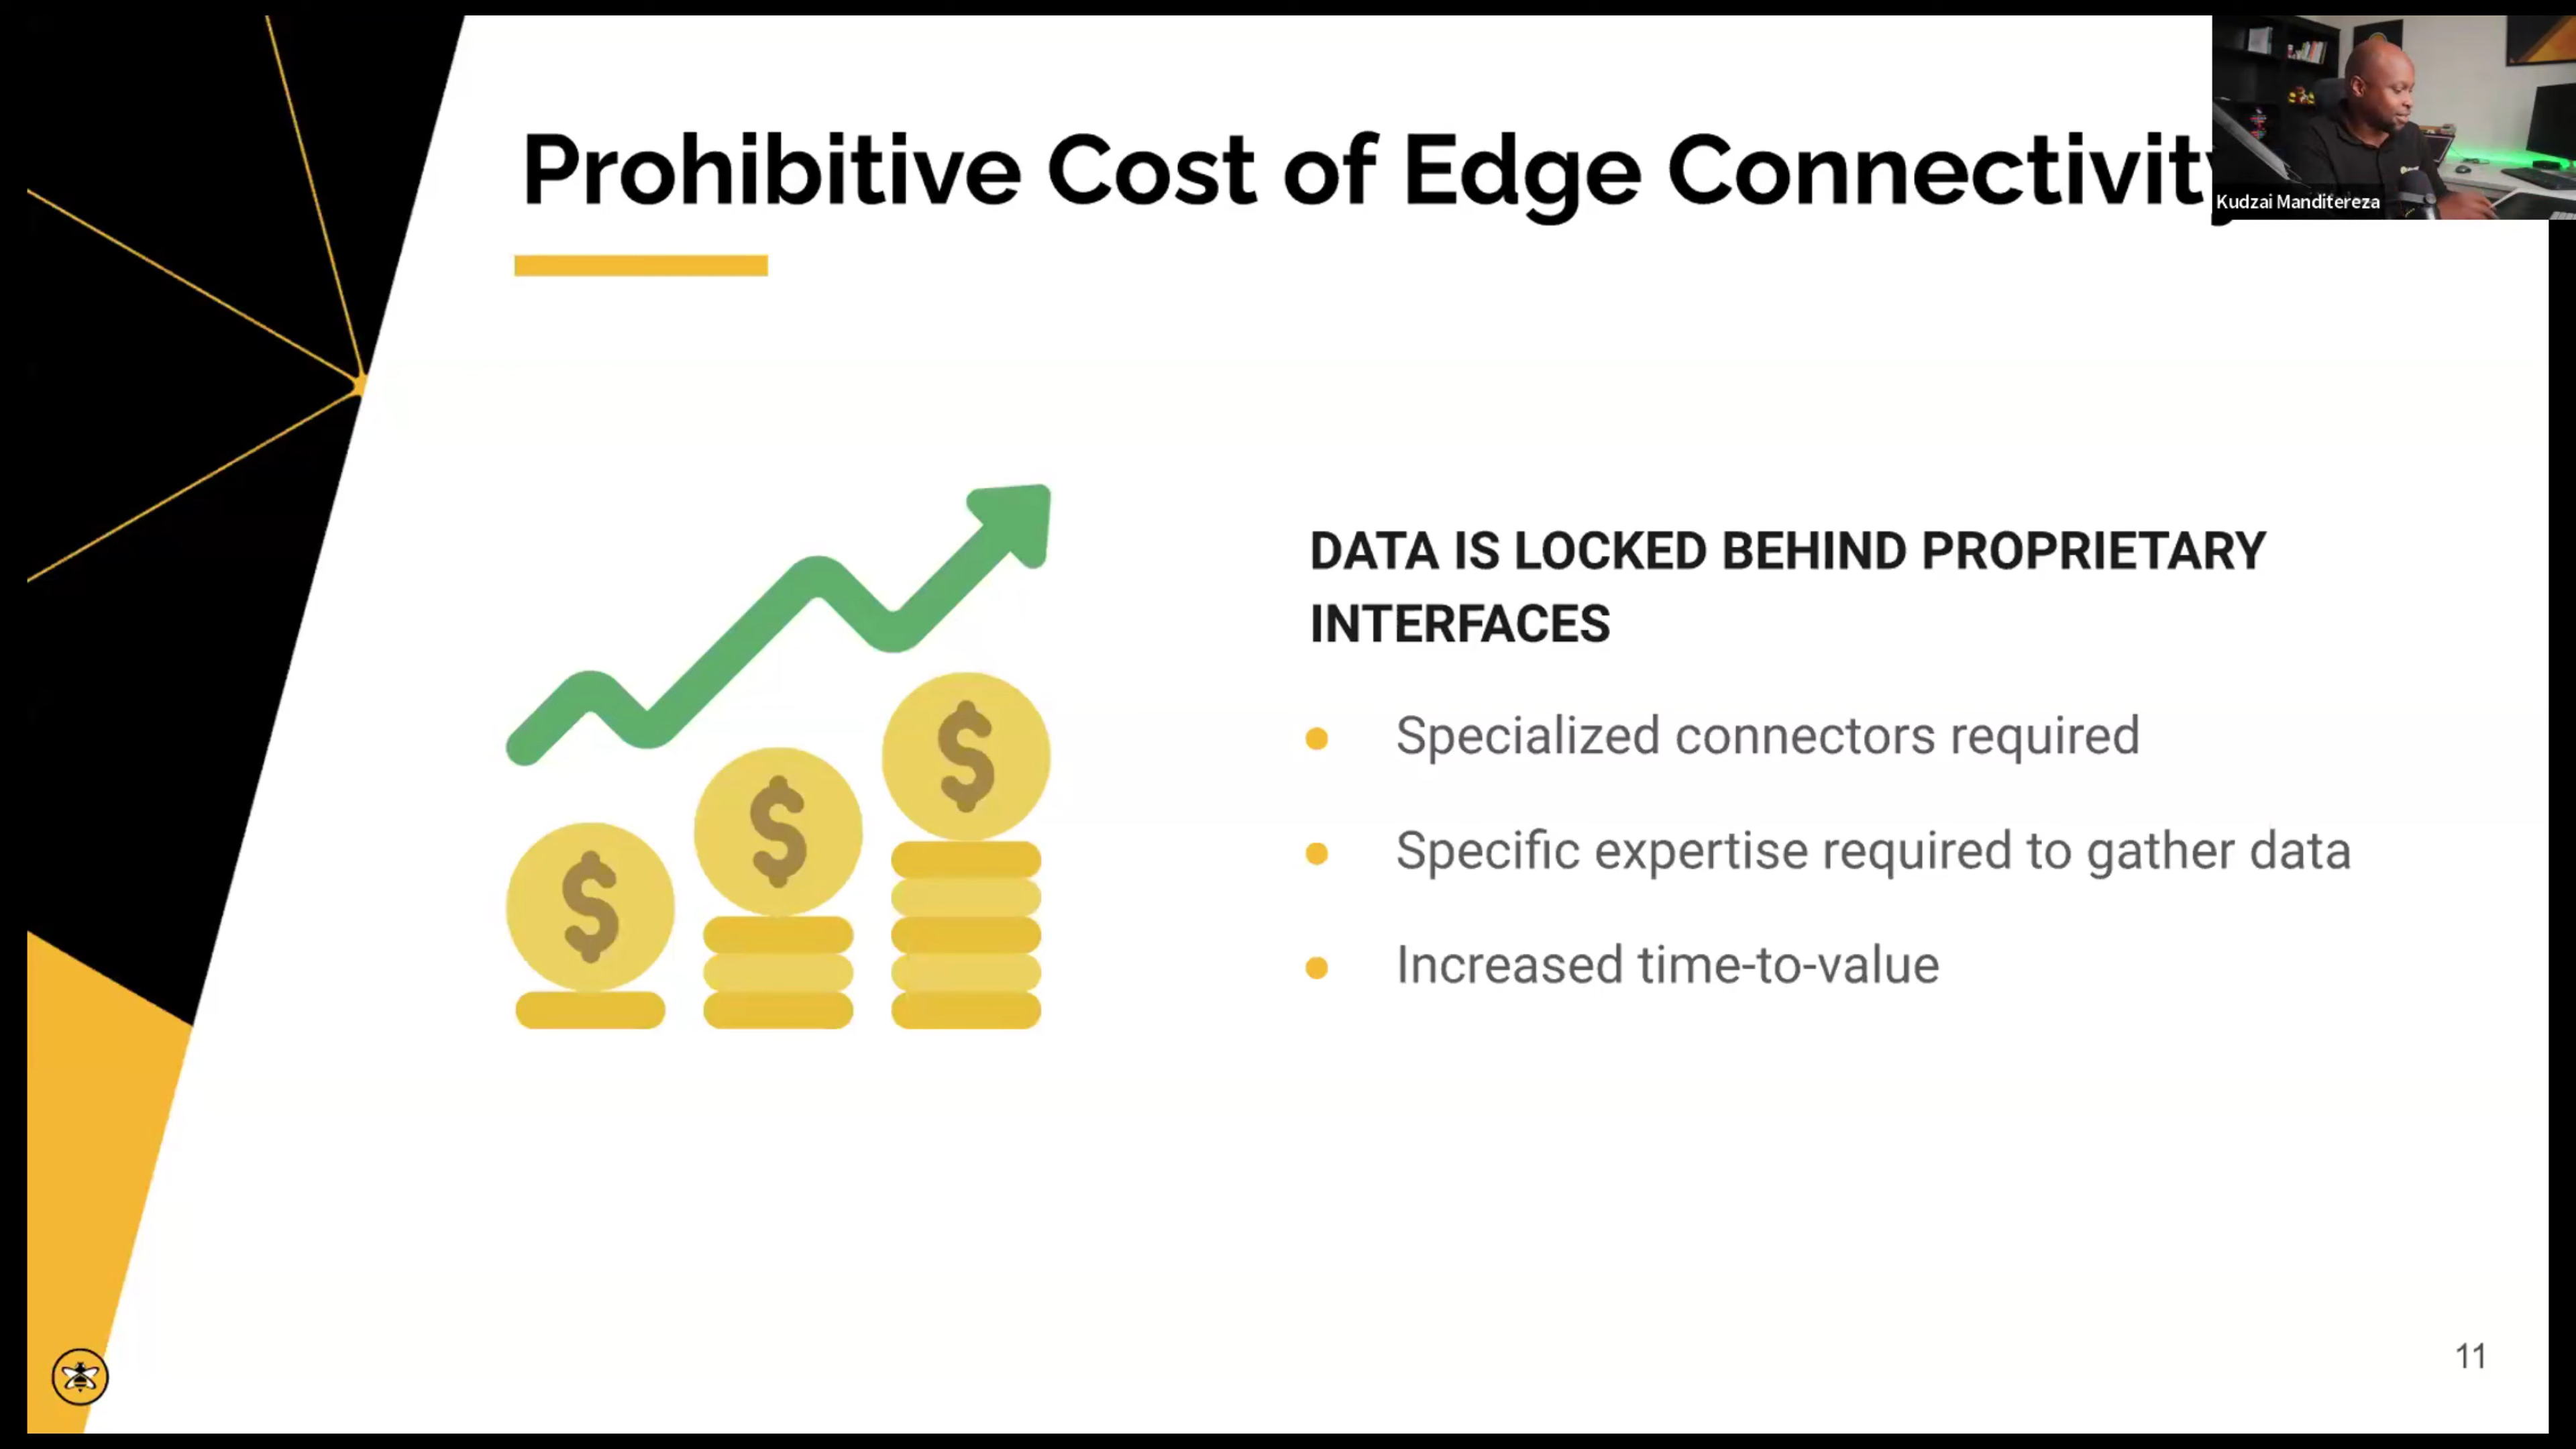 Prohibitive Cost of Edge Connectivity
Kudzai Manditereza
DATA IS LOCKED BEHIND PROPRIETARY
INTERFACES
$
$
$
Specialized connectors required
Specific expertise required to gather data
Increased time-to-value
11